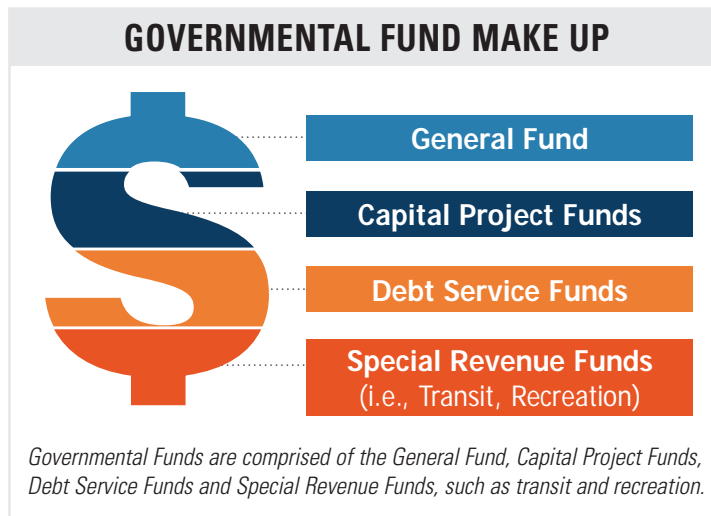 GOVERNMENTAL FUND MAKE UP
General Fund
Capital Project Funds
Debt Service Funds
Special Revenue Funds
(i.e., Transit, Recreation)
Governmental Funds are comprised of the General Fund, Capital Project Funds,
Debt Service Funds and Special Revenue Funds, such as transit and recreation.